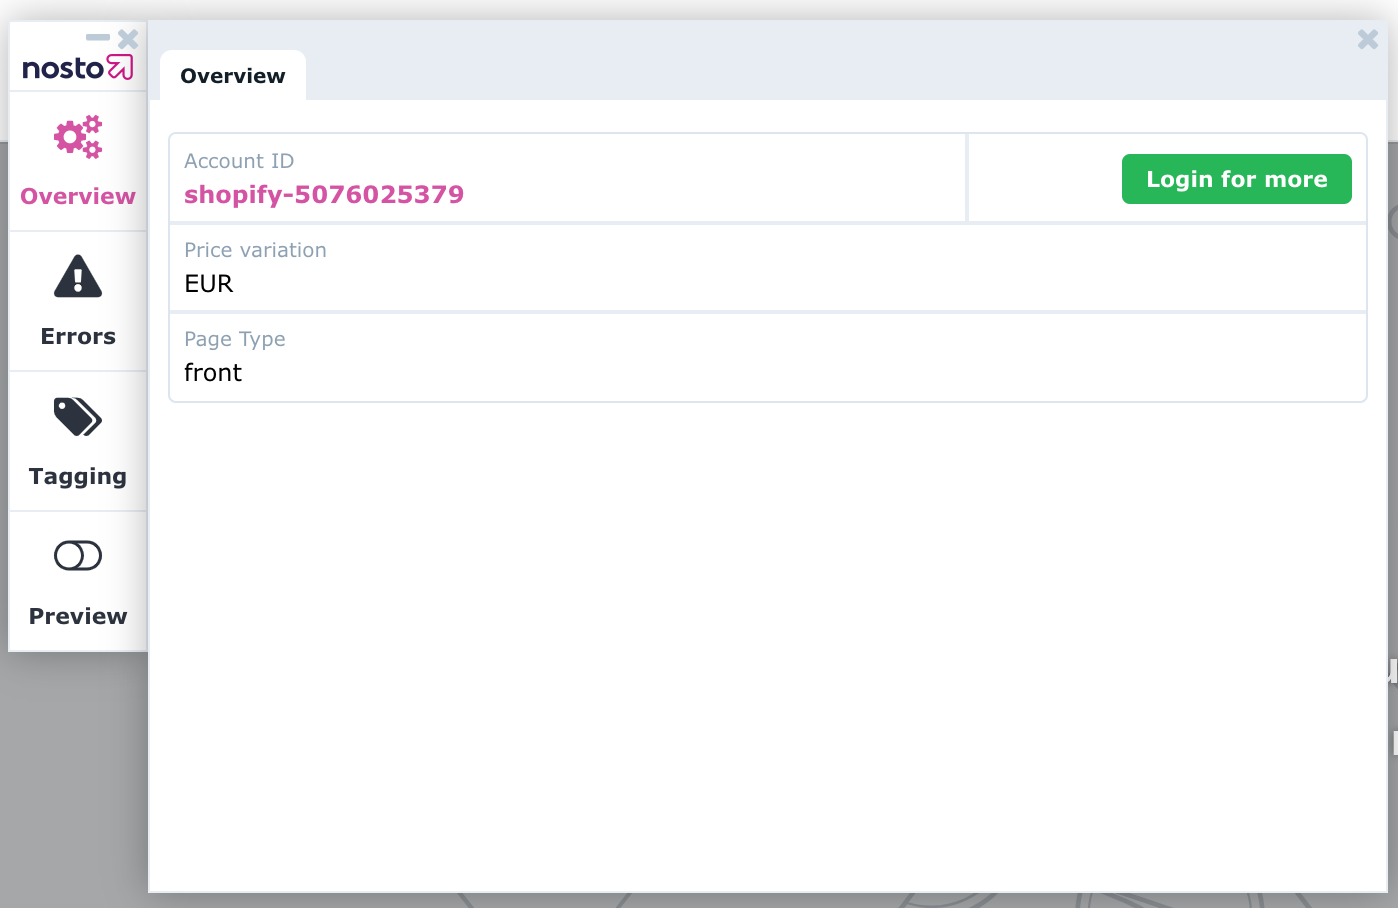 nosto
Overview
Errors
Tagging
Preview
Overview
Account ID
shopify-5076025379
Login for more
Price variation
EUR
Page Type
front